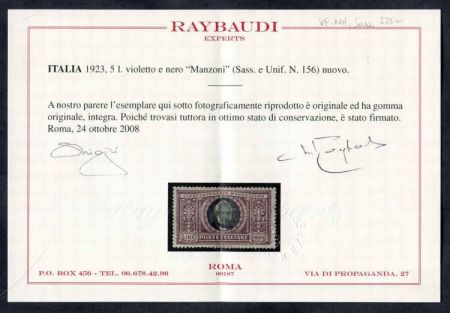 RAYBAUDI
EXPERTS
ITALIA 1923, 5 l. violetto e nero “Manzoni” (Sass. e Unif. N. 156) nuovo.
A nostro parere l'esemplare qui sotto fotograficamente riprodotto è originale ed ha gomma
originale, integra. Poiché trovasi tuttora in ottimo stato di conservazione, è stato firmato.
Roma, 24 ottobre 2008
POSTE ITALIANE
ROMA
00187
P.O. BOX 456 - TEL. 06.678.42.96
VIA DI PROPAGANDA, 27